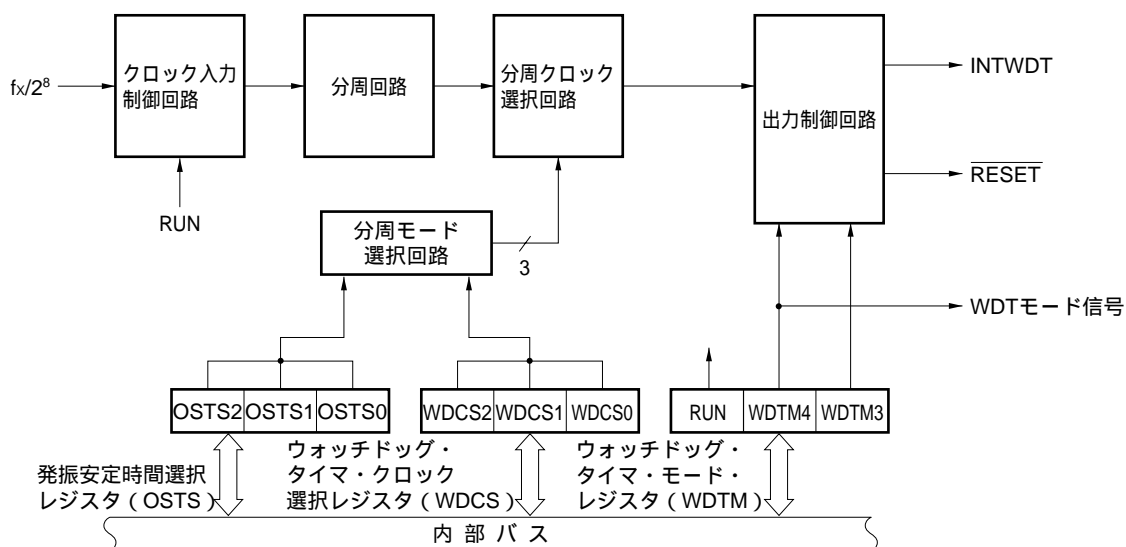 fx/2⁸
クロック入力
制御回路
分周回路
分周クロック
選択回路
出力制御回路
INTWDT
RESET
RUN
分周モード
選択回路
3
WDTモード信号
OSTS2 OSTS1 OSTS0
WDCS2 WDCS1 WDCS0
RUN WDTM4 WDTM3
発振安定時間選択
レジスタ（OSTS）
ウォッチドッグ・
タイマ・クロック
選択レジスタ（WDCS）
ウォッチドッグ・
タイマ・モード・
レジスタ（WDTM）
内 部 バ ス